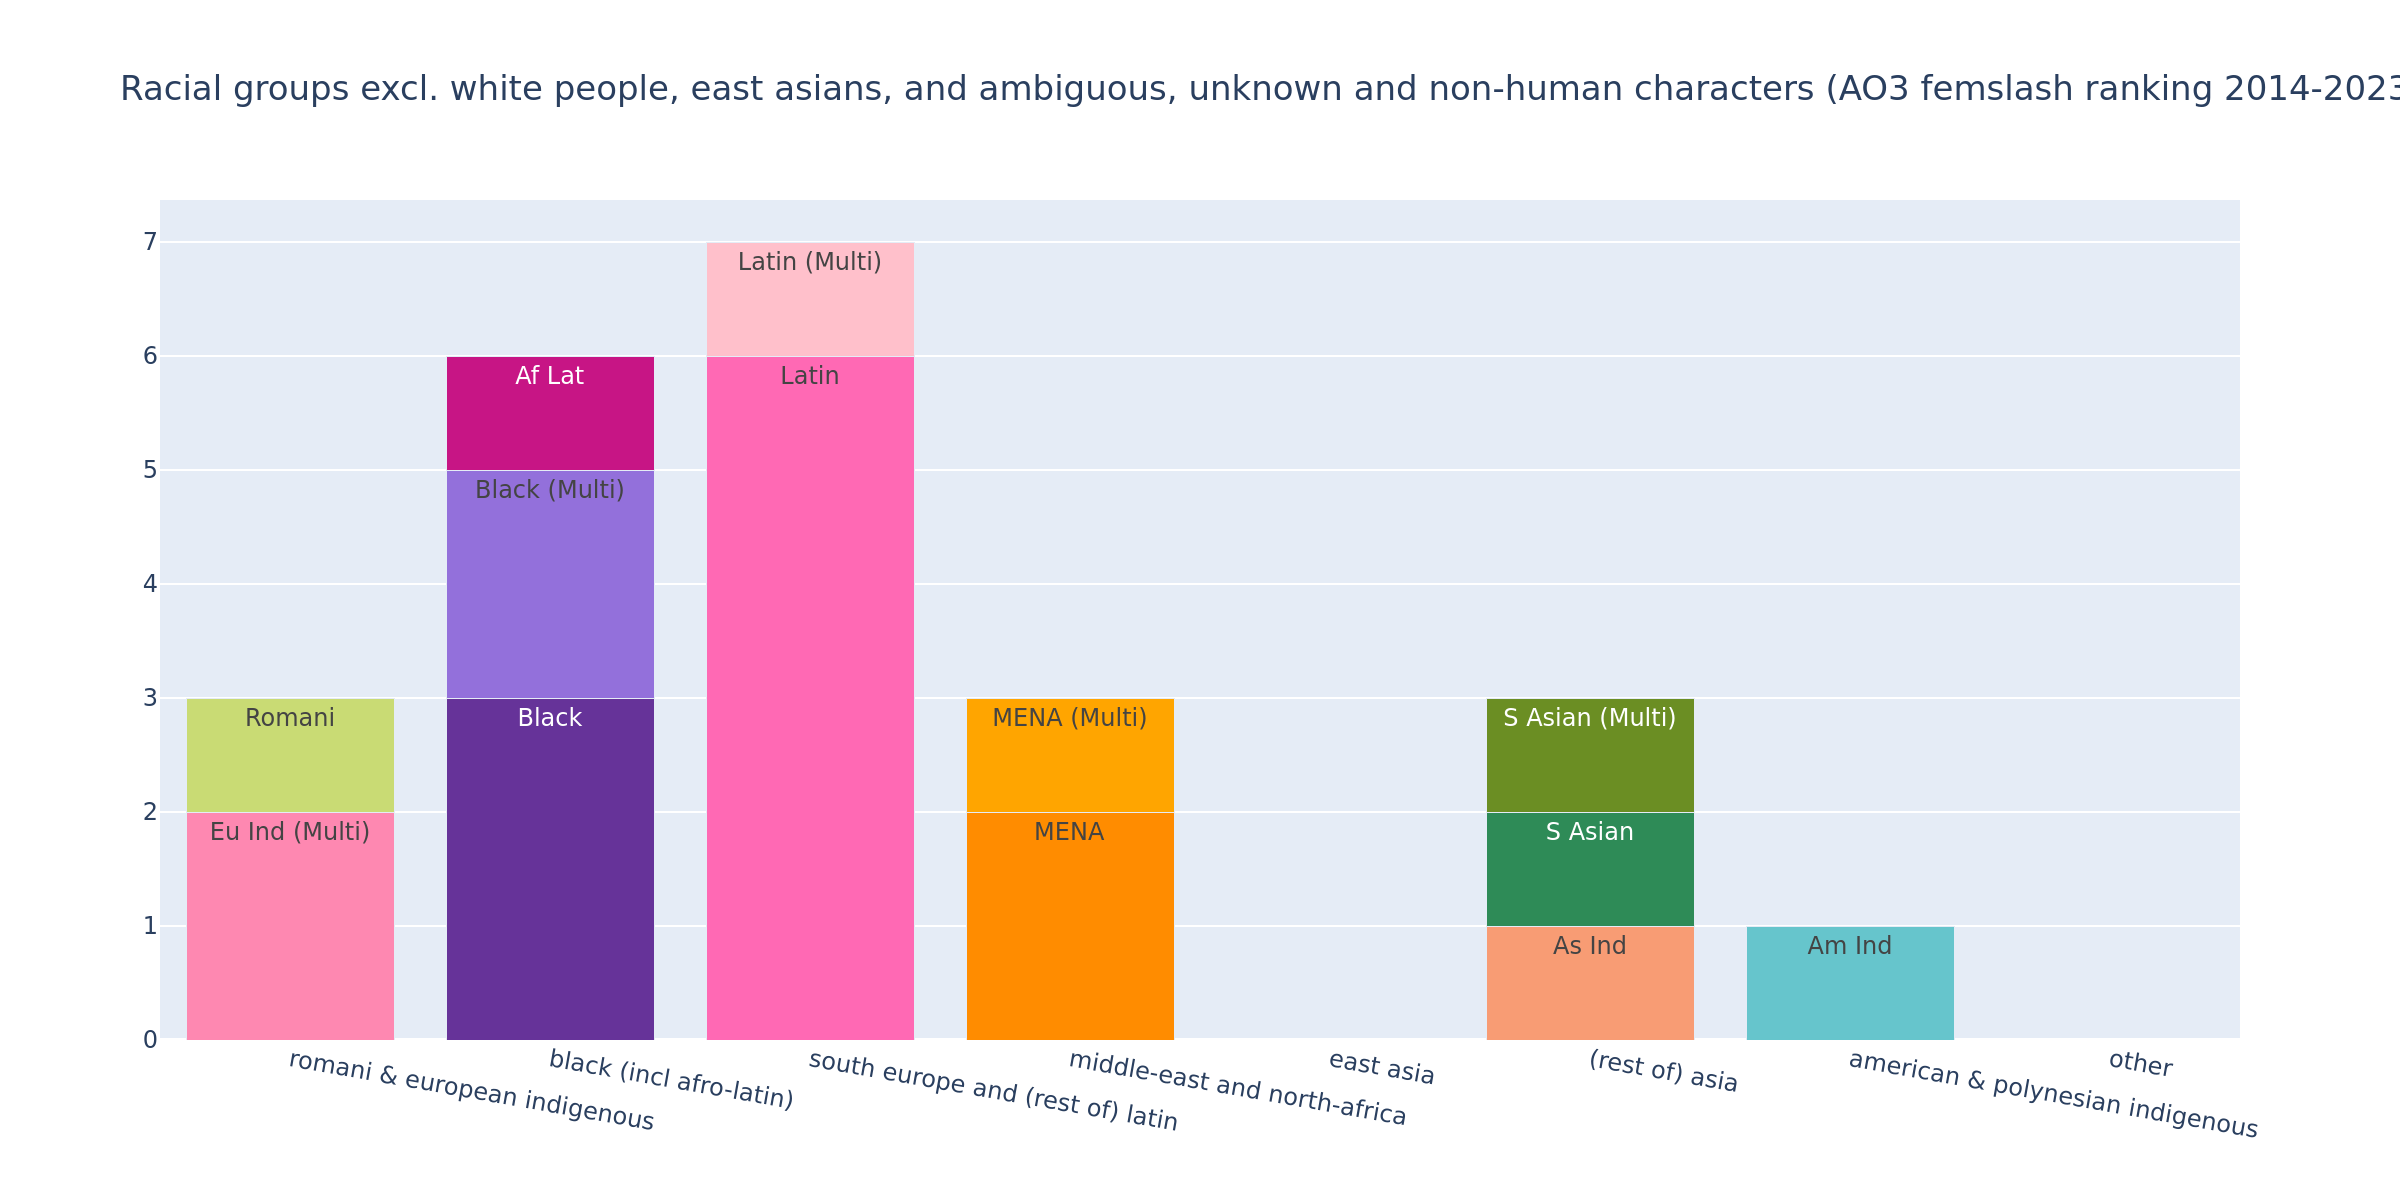 Racial groups excl. white people, east asians, and ambiguous, unknown and non-human characters (AO3 femslash ranking 2014-2023
7
6
5
4
3
2
1
0
Romani
Eu Ind (Multi)
Af Lat
Black (Multi)
Black
Latin (Multi)
Latin
MENA (Multi)
MENA
S Asian (Multi)
S Asian
As Ind
Am Ind
romani & european indigenous
black (incl afro-latin)
south europe and (rest of) latin
middle-east and north-africa
east asia
(rest of) asia
american & polynesian indigenous
other